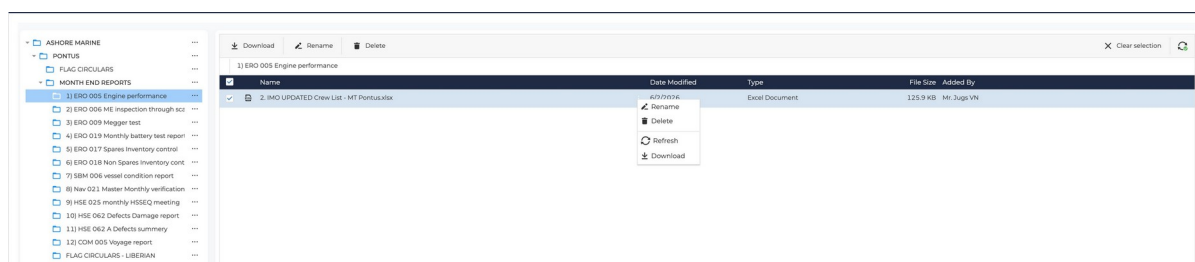 ASHORE MARINE
PONTUS
FLAG CIRCULARS
MONTH END REPORTS
1) ERO 005 Engine performance
2) ERO 006 ME inspection through sca
3) ERO 009 Megger test
4) ERO 019 Monthly battery test report
5) ERO 017 Spares Inventory control
6) ERO 018 Non Spares Inventory cont
7) SBM 006 vessel condition report
8) Nav 021 Master Monthly verification
9) HSE 025 monthly HSSEQ meeting
10) HSE 062 Defects Damage report
11) HSE 062 A Defects summery
12) COM 005 Voyage report
FLAG CIRCULARS - LIBERIAN
Download Rename Delete Clear selection
1) ERO 005 Engine performance
Name Date Modified Type File Size Added By
2. IMO UPDATED Crew List - MT Pontus.xlsx 6/2/2026 Excel Document 125.9 KB Mr. Jugs VN
Rename
Delete
Refresh
Download